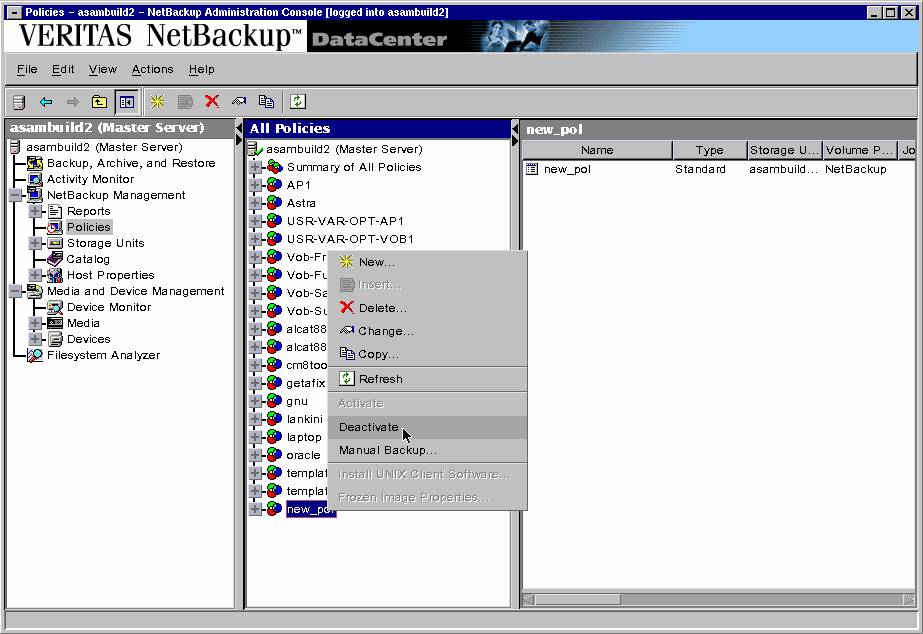 Policies - asambuild2 - NetBackup Administration Console [logged into asambuild2]
VERITAS NetBackup™ DataCenter
File Edit View Actions Help
asambuild2 (Master Server)
asambuild2 (Master Server)
Backup, Archive, and Restore
Activity Monitor
NetBackup Management
Reports
Policies
Storage Units
Catalog
Host Properties
Media and Device Management
Device Monitor
Media
Devices
Filesystem Analyzer
All Policies
asambuild2 (Master Server)
Summary of All Policies
AP1
Astra
USR-VAR-OPT-AP1
USR-VAR-OPT-VOB1
Vob-Fr
Vob-Fu
Vob-Sa
Vob-Su
alcat88
alcat88
cm8too
getafix
gnu
lankini
laptop
oracle
templat
templat
new_pol
New...
Insert...
Delete...
Change...
Copy...
Refresh
Activate
Deactivate
Manual Backup...
Install UNIX Client Software...
Frozen Image Properties...
new_pol
Name Type Storage U... Volume P... Jo
new_pol Standard asambuild... NetBackup